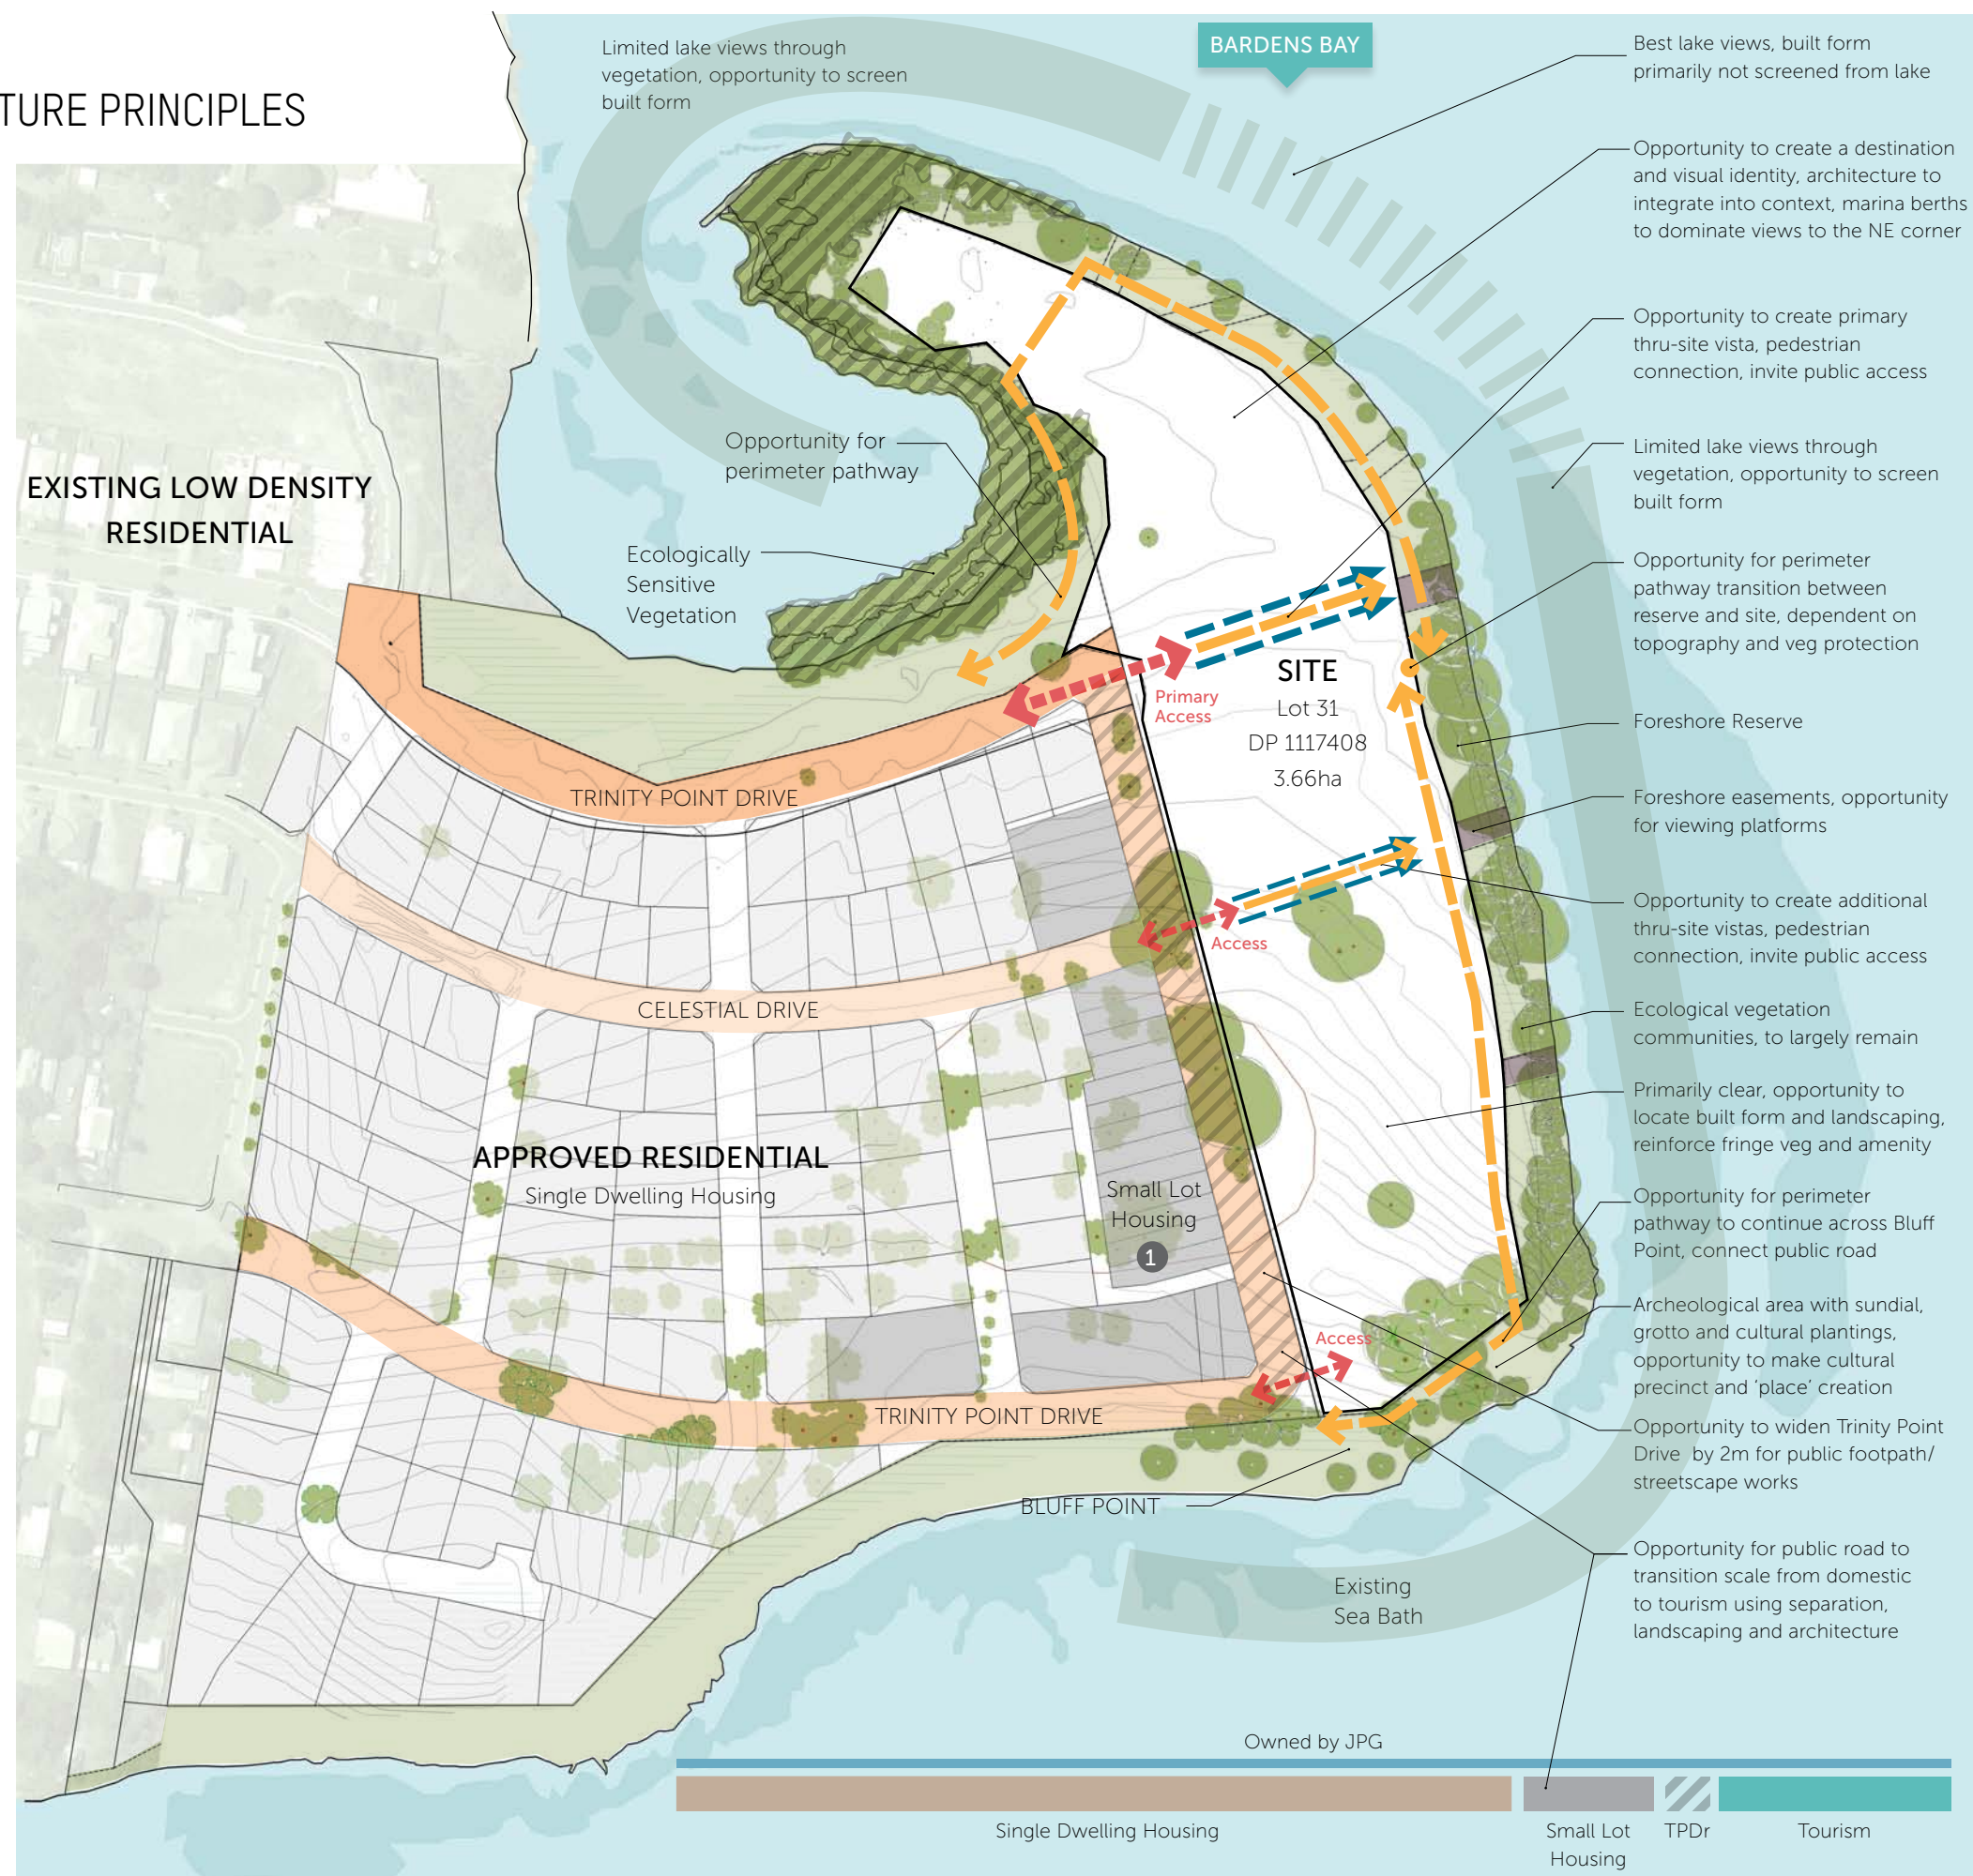 TURE PRINCIPLES
Limited lake views through
vegetation, opportunity to screen
built form
BARDENS BAY
Best lake views, built form
primarily not screened from lake
Opportunity to create a destination
and visual identity, architecture to
integrate into context, marina berths
to dominate views to the NE corner
Opportunity to create primary
thru-site vista, pedestrian
connection, invite public access
Limited lake views through
vegetation, opportunity to screen
built form
Opportunity for perimeter
pathway transition between
reserve and site, dependent on
topography and veg protection
Foreshore Reserve
Foreshore easements, opportunity
for viewing platforms
Opportunity to create additional
thru-site vistas, pedestrian
connection, invite public access
Ecological vegetation
communities, to largely remain
Primarily clear, opportunity to
locate built form and landscaping,
reinforce fringe veg and amenity
Opportunity for perimeter
pathway to continue across Bluff
Point, connect public road
Archeological area with sundial,
grotto and cultural plantings,
opportunity to make cultural
precinct and 'place' creation
Opportunity to widen Trinity Point
Drive by 2m for public footpath/
streetscape works
Opportunity for public road to
transition scale from domestic
to tourism using separation,
landscaping and architecture
Opportunity for
perimeter pathway
EXISTING LOW DENSITY
RESIDENTIAL
Ecologically
Sensitive
Vegetation
Primary
Access
SITE
Lot 31
DP 1117408
3.66ha
TRINITY POINT DRIVE
Access
CELESTIAL DRIVE
APPROVED RESIDENTIAL
Single Dwelling Housing
Small Lot
Housing
1
Access
TRINITY POINT DRIVE
BLUFF POINT
Existing
Sea Bath
Owned by JPG
Single Dwelling Housing
Small Lot
Housing
TPDr
Tourism